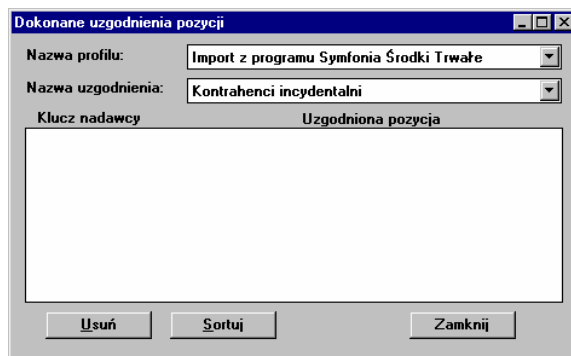 Dokonane uzgodnienia pozycji
Nazwa profilu: Import z programu Symfonia Środki Trwałe
Nazwa uzgodnienia: Kontrahenci incydentalni
Klucz nadawcy Uzgodniona pozycja
Usuń Sortuj Zamknij